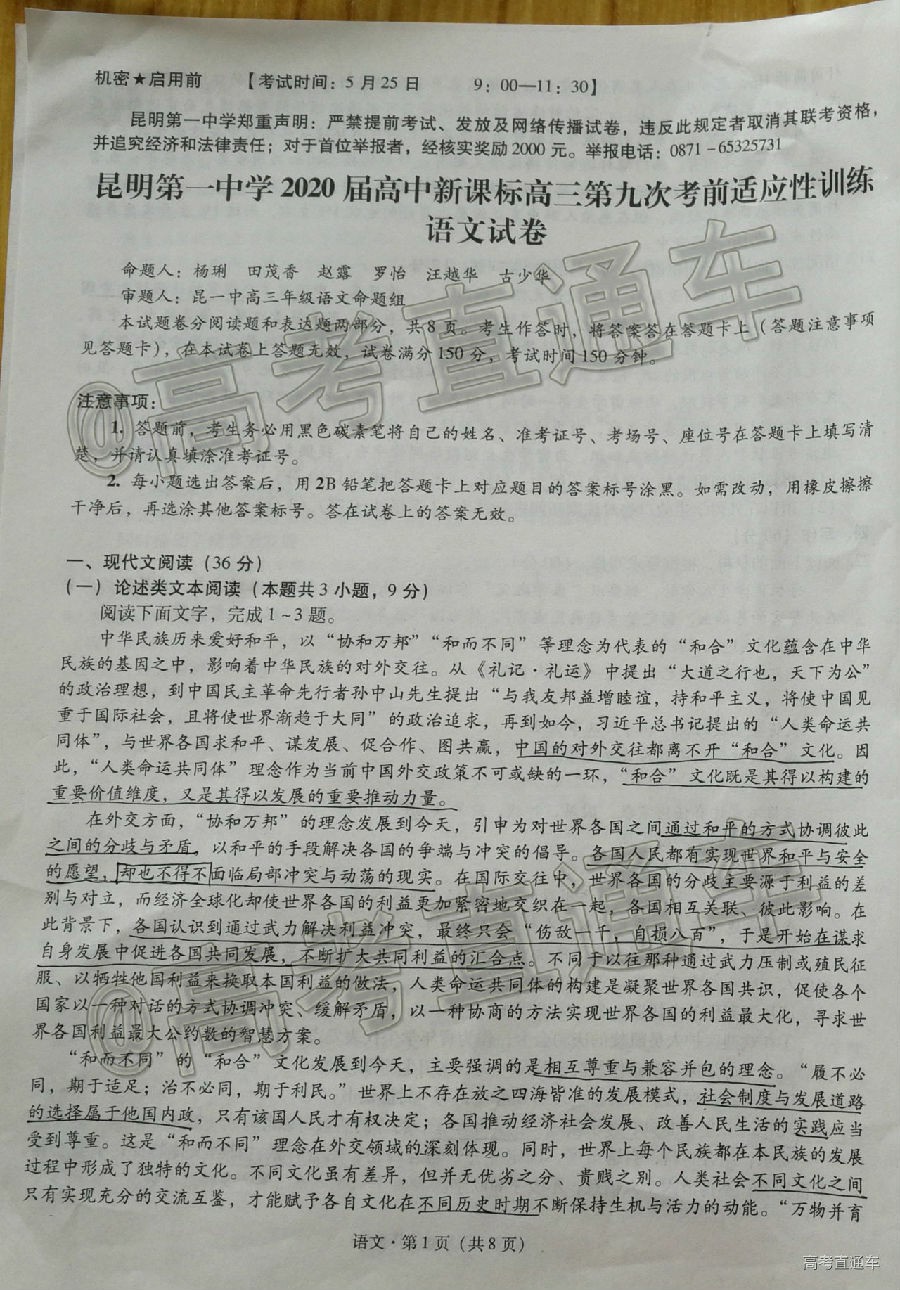 机密★启用前 【考试时间：5月25日 9：00—11：30】
昆明第一中学郑重声明：严禁提前考试、发放及网络传播试卷，违反此规定者取消其联考资格，
并追究经济和法律责任；对于首位举报者，经核实奖励2000元。举报电话：0871－65325731
昆明第一中学2020届高中新课标高三第九次考前适应性训练
语文试卷
命题人：杨琍 田茂香 赵露 罗怡 汪越华 古少华
审题人：昆一中高三年级语文命题组
本试题卷分阅读题和表达题两部分，共8页。考生作答时，将答案答在答题卡上（答题注意事项
见答题卡），在本试卷上答题无效，试卷满分150分，考试时间150分钟。
注意事项：
1. 答题前，考生务必用黑色碳素笔将自己的姓名、准考证号、考场号、座位号在答题卡上填写清
楚，并请认真填涂准考证号。
2. 每小题选出答案后，用2B铅笔把答题卡上对应题目的答案标号涂黑。如需改动，用橡皮擦擦
干净后，再选涂其他答案标号。答在试卷上的答案无效。
一、现代文阅读（36分）
（一）论述类文本阅读（本题共3小题，9分）
阅读下面文字，完成1~3题。
中华民族历来爱好和平，以“协和万邦”“和而不同”等理念为代表的“和合”文化蕴含在中华
民族的基因之中，影响着中华民族的对外交往。从《礼记·礼运》中提出“大道之行也，天下为公”
的政治理想，到中国民主革命先行者孙中山先生提出“与我友邦益增睦谊，持和平主义，将使中国见
重于国际社会，且将使世界渐趋于大同”的政治追求，再到如今，习近平总书记提出的“人类命运共
同体”，与世界各国求和平、谋发展、促合作、图共赢，中国的对外交往都离不开“和合”文化。因
此，“人类命运共同体”理念作为当前中国外交政策不可或缺的一环，“和合”文化既是其得以构建的
重要价值维度，又是其得以发展的重要推动力量。
在外交方面，“协和万邦”的理念发展到今天，引申为对世界各国之间通过和平的方式协调彼此
之间的分歧与矛盾，以和平的手段解决各国的争端与冲突的倡导。各国人民都有实现世界和平与安全
的愿望，却也不得不面临局部冲突与动荡的现实。在国际交往中，世界各国的分歧主要源于利益的差
别与对立，而经济全球化却使世界各国的利益更加紧密地交织在一起，各国相互关联、彼此影响。在
此背景下，各国认识到通过武力解决利益冲突，最终只会“伤敌一千，自损八百”，于是开始在谋求
自身发展中促进各国共同发展，不断扩大共同利益的汇合点。不同于以往那种通过武力压制或殖民征
服、以牺牲他国利益来换取本国利益的做法，人类命运共同体的构建是凝聚世界各国共识，促使各个
国家以一种对话的方式协调冲突、缓解矛盾，以一种协商的方法实现世界各国的利益最大化，寻求世
界各国利益最大公约数的智慧方案。
“和而不同”的“和合”文化发展到今天，主要强调的是相互尊重与兼容并包的理念。“履不必
同，期于适足；治不必同，期于利民。”世界上不存在放之四海皆准的发展模式，社会制度与发展道路
的选择属于他国内政，只有该国人民才有权决定；各国推动经济社会发展、改善人民生活的实践应当
受到尊重。这是“和而不同”理念在外交领域的深刻体现。同时，世界上每个民族都在本民族的发展
过程中形成了独特的文化。不同文化虽有差异，但并无优劣之分、贵贱之别。人类社会不同文化之间
只有实现充分的交流互鉴，才能赋予各自文化在不同历史时期不断保持生机与活力的动能。“万物并育
语文·第1页（共8页）
@高考直通车
@高考直通车
高考直通车